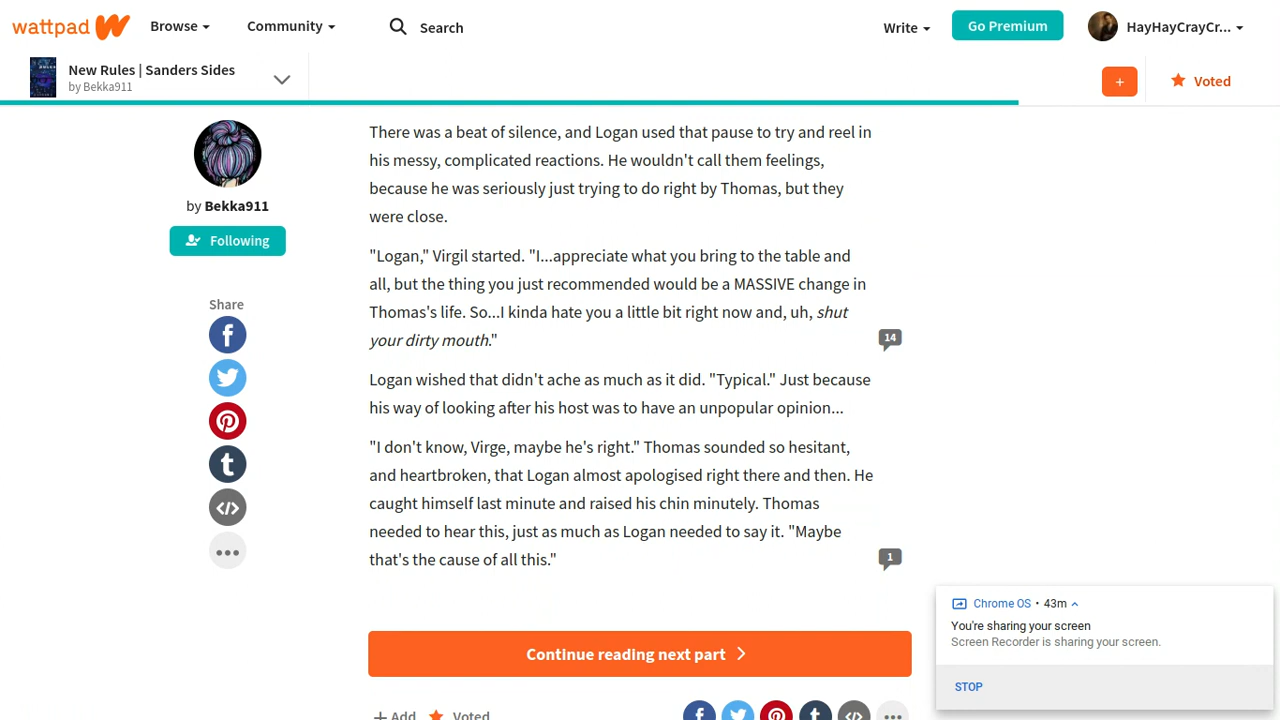 wattpad
Browse
Community
Search
Write
Go Premium
HayHayCrayCr...
New Rules | Sanders Sides
by Bekka911
+
Voted
by Bekka911
Following
Share
There was a beat of silence, and Logan used that pause to try and reel in
his messy, complicated reactions. He wouldn't call them feelings,
because he was seriously just trying to do right by Thomas, but they
were close.
"Logan," Virgil started. "I...appreciate what you bring to the table and
all, but the thing you just recommended would be a MASSIVE change in
Thomas's life. So...I kinda hate you a little bit right now and, uh, shut
your dirty mouth."
14
Logan wished that didn't ache as much as it did. "Typical." Just because
his way of looking after his host was to have an unpopular opinion...
"I don't know, Virge, maybe he's right." Thomas sounded so hesitant,
and heartbroken, that Logan almost apologised right there and then. He
caught himself last minute and raised his chin minutely. Thomas
needed to hear this, just as much as Logan needed to say it. "Maybe
that's the cause of all this."
1
Continue reading next part
+ Add
Voted
Chrome OS • 43m
You're sharing your screen
Screen Recorder is sharing your screen.
STOP